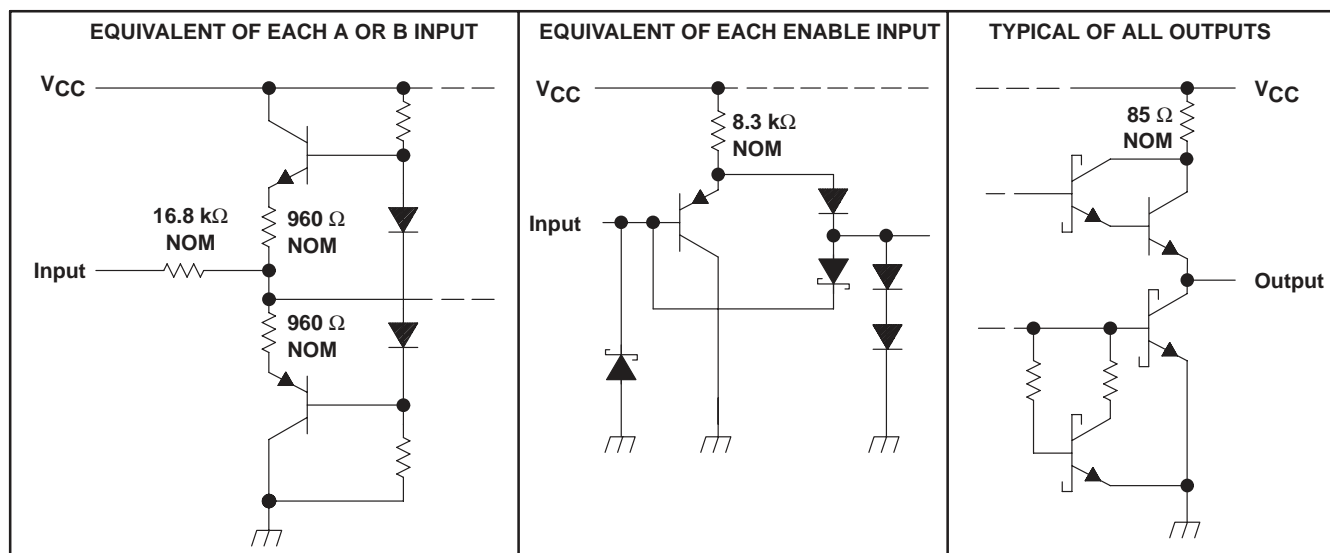 EQUIVALENT OF EACH A OR B INPUT
VCC
16.8 kΩ
NOM
960 Ω
NOM
Input
960 Ω
NOM
EQUIVALENT OF EACH ENABLE INPUT
VCC
8.3 kΩ
NOM
Input
TYPICAL OF ALL OUTPUTS
VCC
85 Ω
NOM
Output